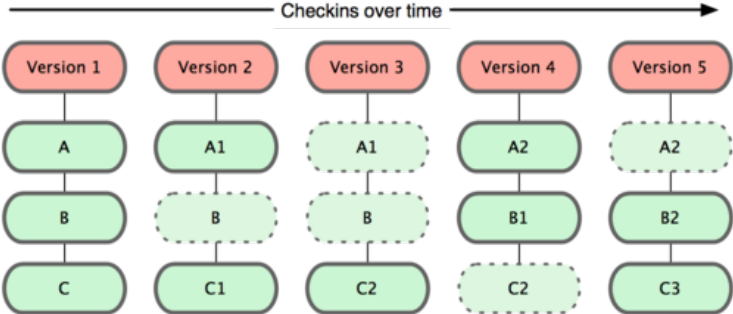 Checkins over time
Version 1 Version 2 Version 3 Version 4 Version 5
A A1 A1 A2 A2
B B B B1 B2
C C1 C2 C2 C3